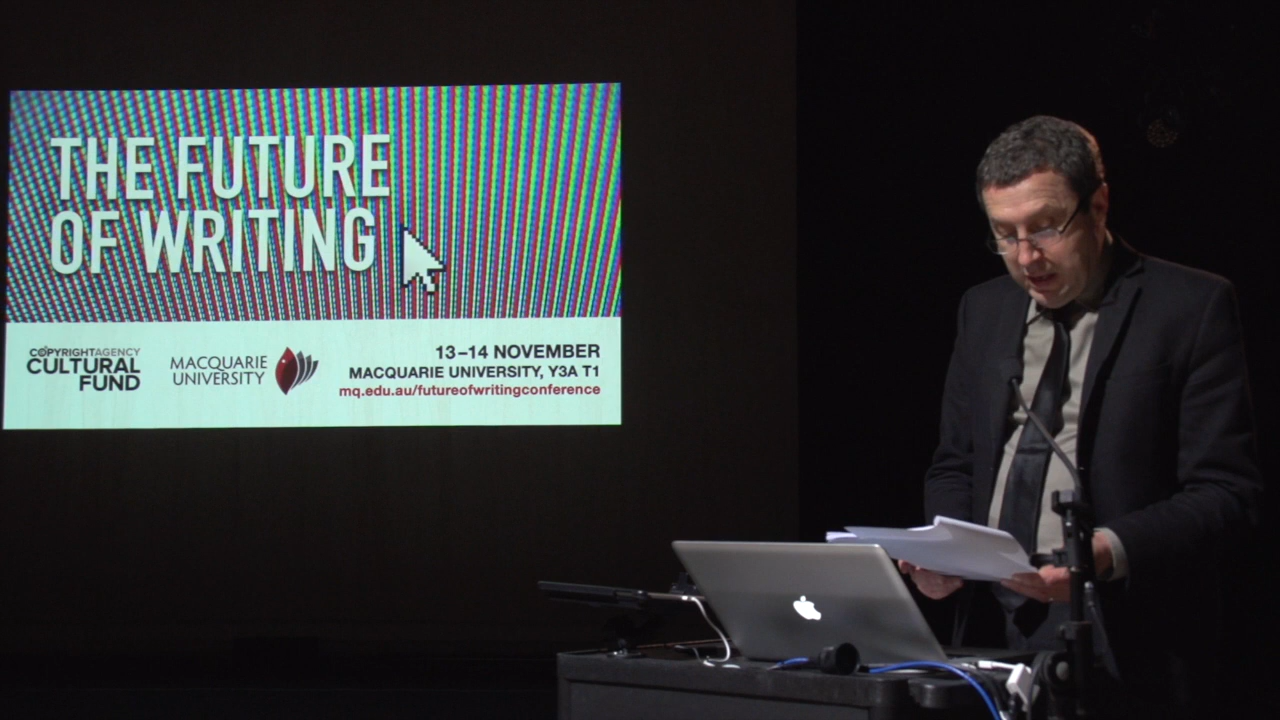 THE FUTURE
OF WRITING
COPYRIGHTAGENCY
CULTURAL
FUND
MACQUARIE
UNIVERSITY
13–14 NOVEMBER
MACQUARIE UNIVERSITY, Y3A T1
mq.edu.au/futureofwritingconference